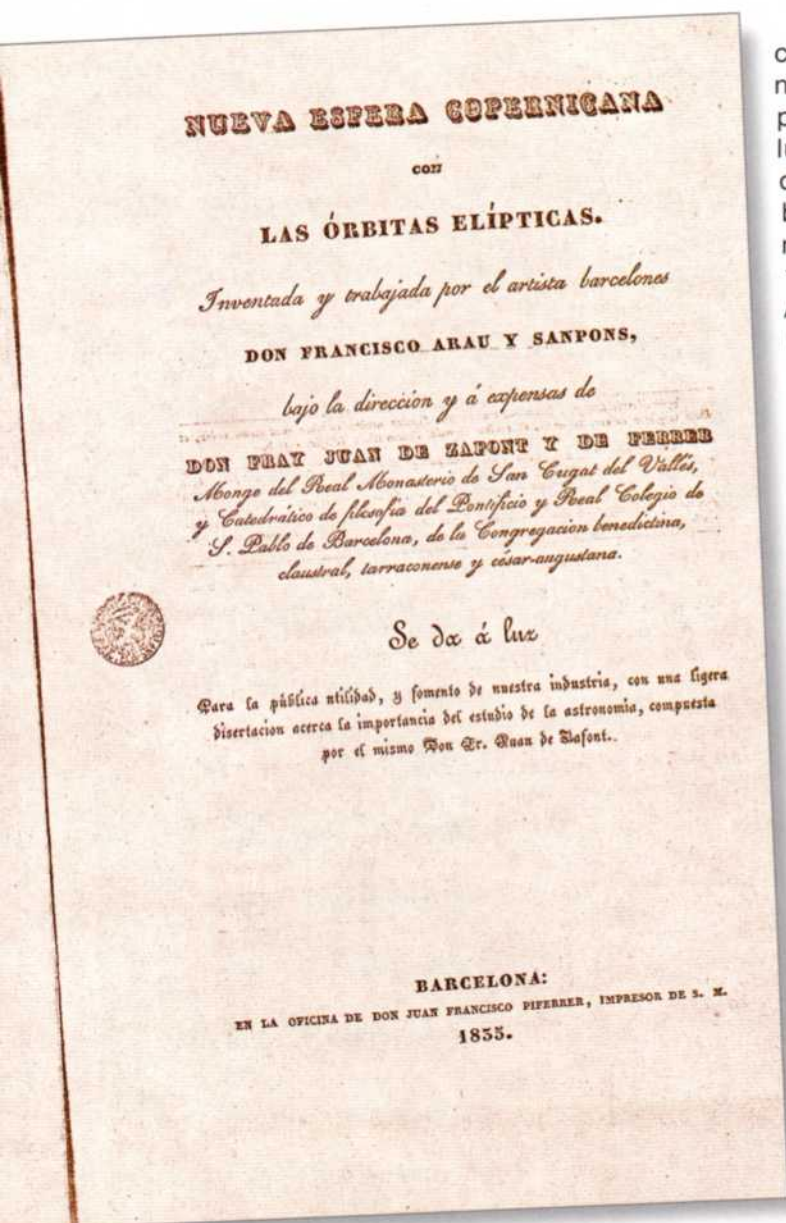 NUEVA ESFERA COPERNICANA
con
LAS ÓRBITAS ELÍPTICAS.
Inventada y trabajada por el artista barcelones
DON FRANCISCO ARAU Y SANPONS,
bajo la direccion y á expensas de
DON FRAY JUAN DE ZAFONT Y DE FERRER
Monge del Real Monasterio de San Cugat del Vallés,
y Catedrático de filosofía del Pontificio y Real Colegio de
S. Pablo de Barcelona, de la Congregacion benedictina,
claustral, tarraconense y césar-augustana.
Se da á luz
Para la pública utilidad, y fomento de nuestra industria, con una ligera
disertacion acerca la importancia del estudio de la astronomía, compuesta
por el mismo Don Fr. Juan de Zafont.
BARCELONA:
EN LA OFICINA DE DON JUAN FRANCISCO PIFERRER, IMPRESOR DE S. M.
1835.